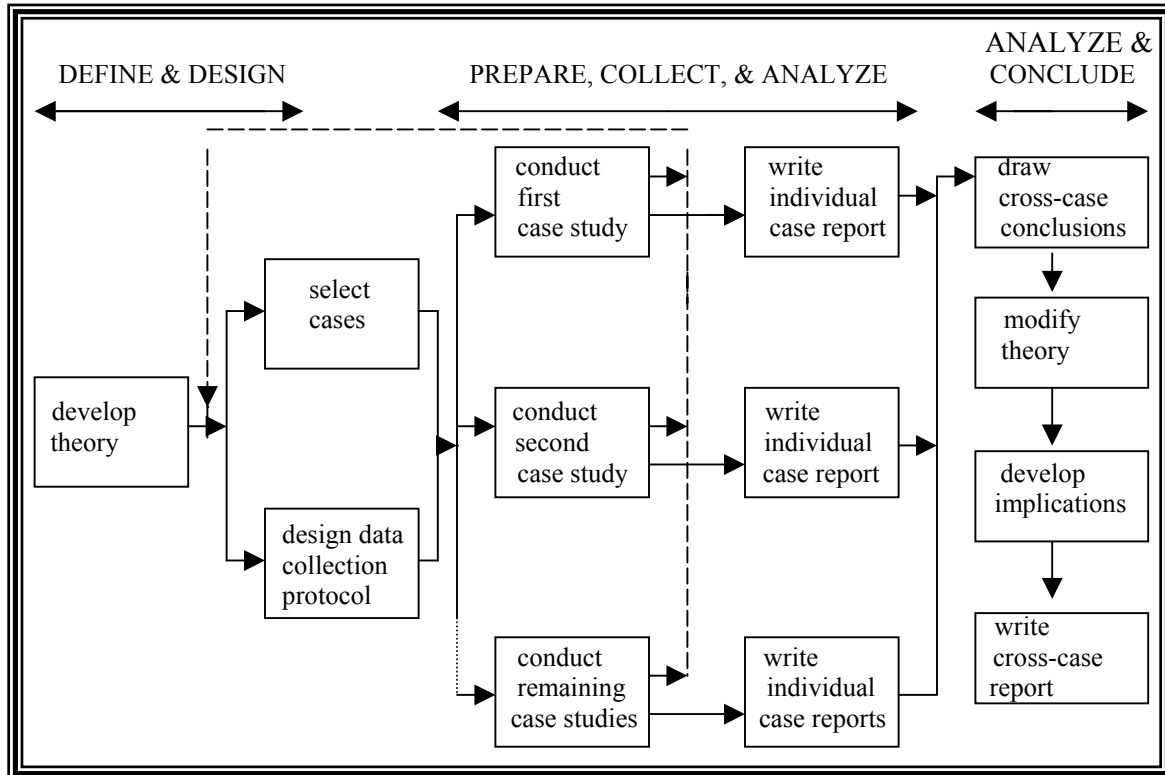 DEFINE & DESIGN
PREPARE, COLLECT, & ANALYZE
ANALYZE &
CONCLUDE
develop
theory
select
cases
design data
collection
protocol
conduct
first
case study
conduct
second
case study
conduct
remaining
case studies
write
individual
case report
write
individual
case report
write
individual
case reports
draw
cross-case
conclusions
modify
theory
develop
implications
write
cross-case
report